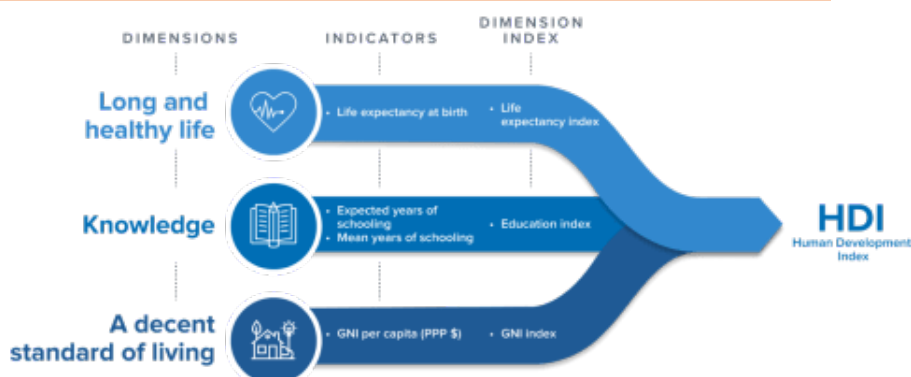 DIMENSIONS
INDICATORS
DIMENSION
INDEX
Long and
healthy life
• Life expectancy at birth
• Life
expectancy index
Knowledge
• Expected years of
schooling
• Mean years of schooling
• Education index
A decent
standard of living
• GNI per capita (PPP $)
• GNI index
HDI
Human Development
Index